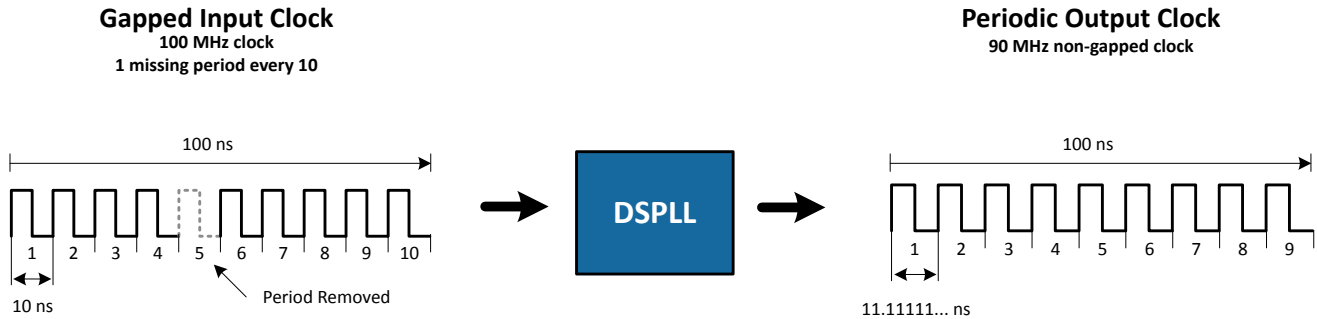 Gapped Input Clock
100 MHz clock
1 missing period every 10
100 ns
1 2 3 4 5 6 7 8 9 10
10 ns
Period Removed
DSPLL
Periodic Output Clock
90 MHz non-gapped clock
100 ns
1 2 3 4 5 6 7 8 9
11.11111... ns